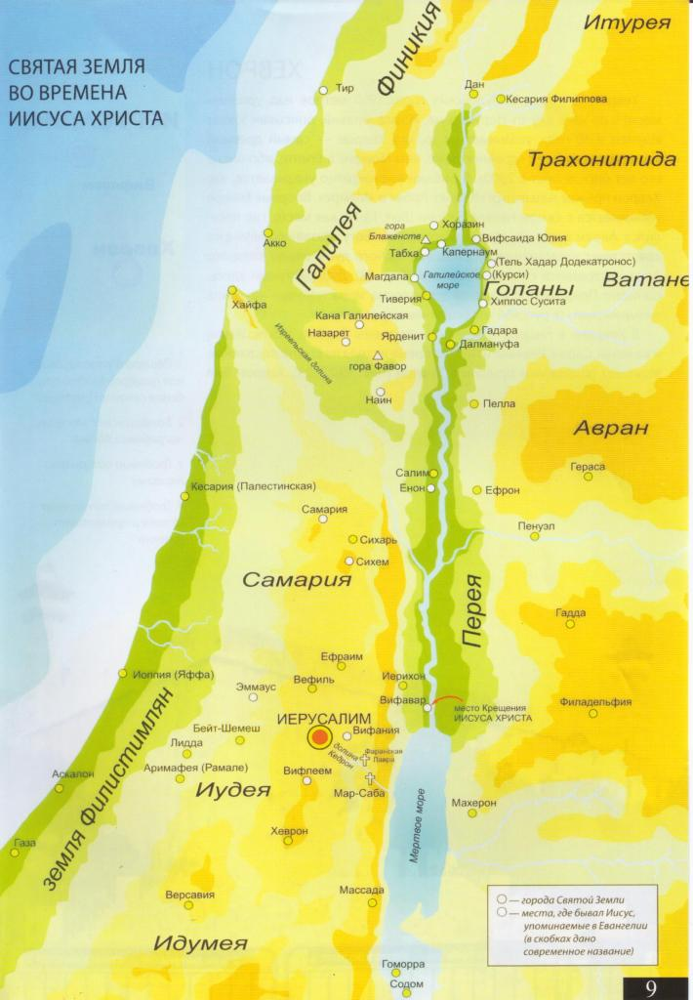 СВЯТАЯ ЗЕМЛЯ
ВО ВРЕМЕНА
ИИСУСА ХРИСТА
Итурея
Финикия
Тир
Дан
Кесария Филиппова
Трахонитида
Галилея
Акко
гора
Блаженств
Хоразин
Вифсаида Юлия
Табха
Капернаум
(Тель Хадар Додекатронос)
Магдала
Галилейское
море
(Курси)
Голаны
Ватане
Хайфа
Тиверия
Хиппос Сусита
Кана Галилейская
Назарет
Ярденит
Гадара
Далмануфа
Изреельская долина
гора Фавор
Наин
Пелла
Авран
Гераса
Салим
Енон
Ефрон
Кесария (Палестинская)
Самария
Пенуэл
Сихарь
Сихем
Самария
Перея
Гадда
Ефраим
Иоппия (Яффа)
Вефиль
Иерихон
Эммаус
Вифавар
место Крещения
ИИСУСА ХРИСТА
Филадельфия
ИЕРУСАЛИМ
Бейт-Шемеш
Вифания
Лидда
долина
Кедрон
Фаранская
Лавра
Аримафея (Рамале)
Вифлеем
Аскалон
Иудея
Мар-Саба
земля Филистимлян
Мертвое море
Махерон
Газа
Хеврон
Версавия
Массада
Идумея
Гоморра
Содом
— города Святой Земли
— места, где бывал Иисус,
упоминаемые в Евангелии
(в скобках дано
современное название)
9